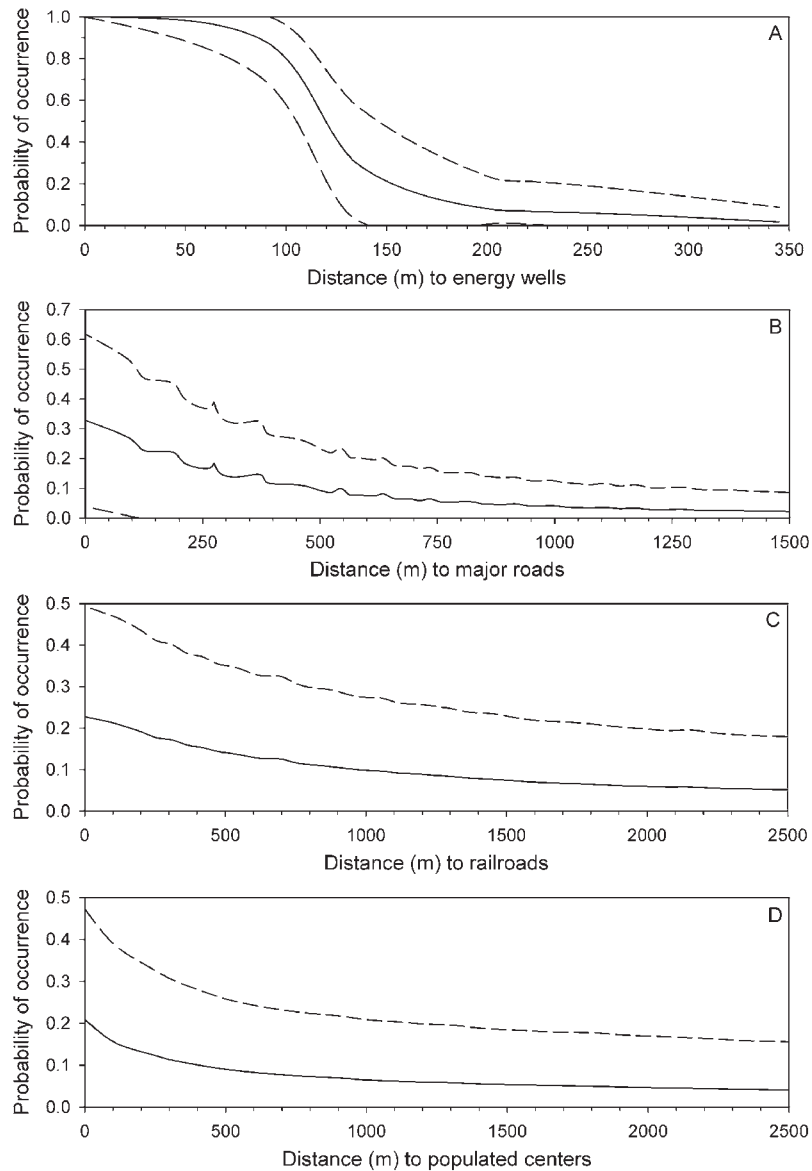 A
Probability of occurrence
1.0
0.8
0.6
0.4
0.2
0.0
0 50 100 150 200 250 300 350
Distance (m) to energy wells
B
Probability of occurrence
0.7
0.6
0.5
0.4
0.3
0.2
0.1
0.0
0 250 500 750 1000 1250 1500
Distance (m) to major roads
C
Probability of occurrence
0.5
0.4
0.3
0.2
0.1
0.0
0 500 1000 1500 2000 2500
Distance (m) to railroads
D
Probability of occurrence
0.5
0.4
0.3
0.2
0.1
0.0
0 500 1000 1500 2000 2500
Distance (m) to populated centers